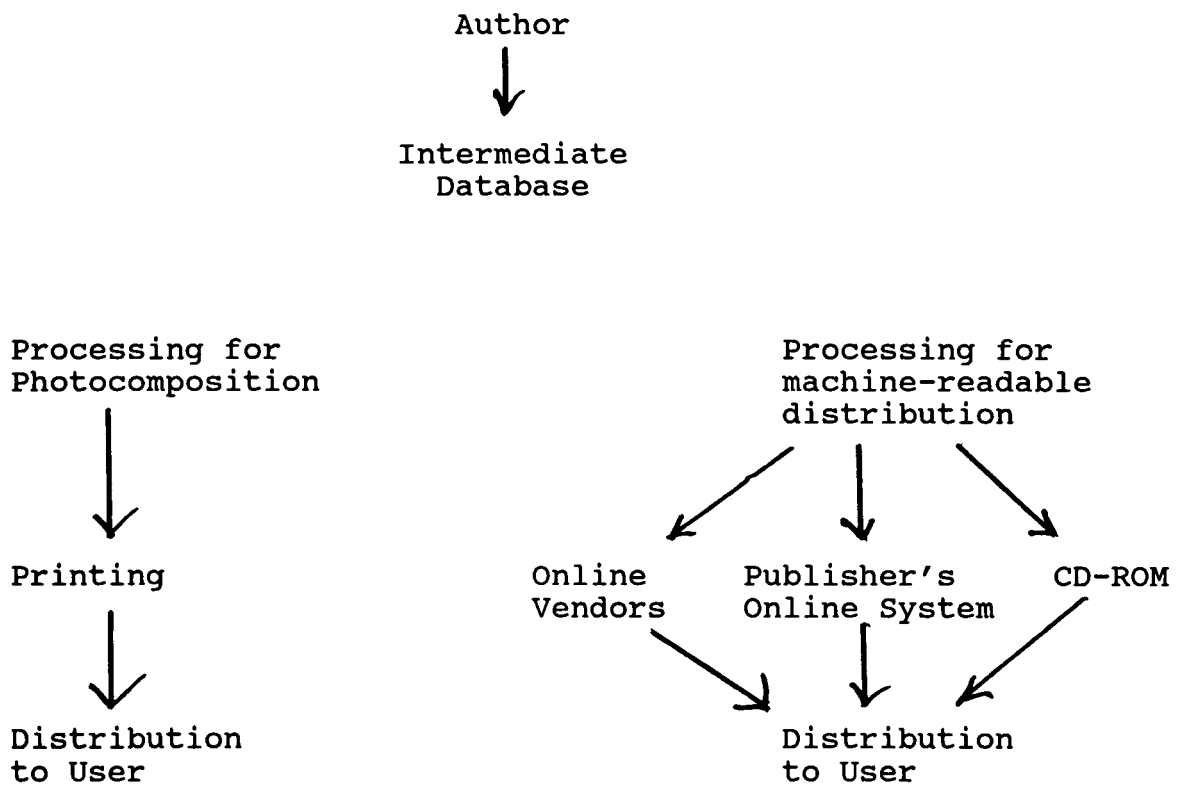 Author
Intermediate
Database
Processing for
Photocomposition
Processing for
machine-readable
distribution
Printing
Online
Vendors
Publisher's
Online System
CD-ROM
Distribution
to User
Distribution
to User